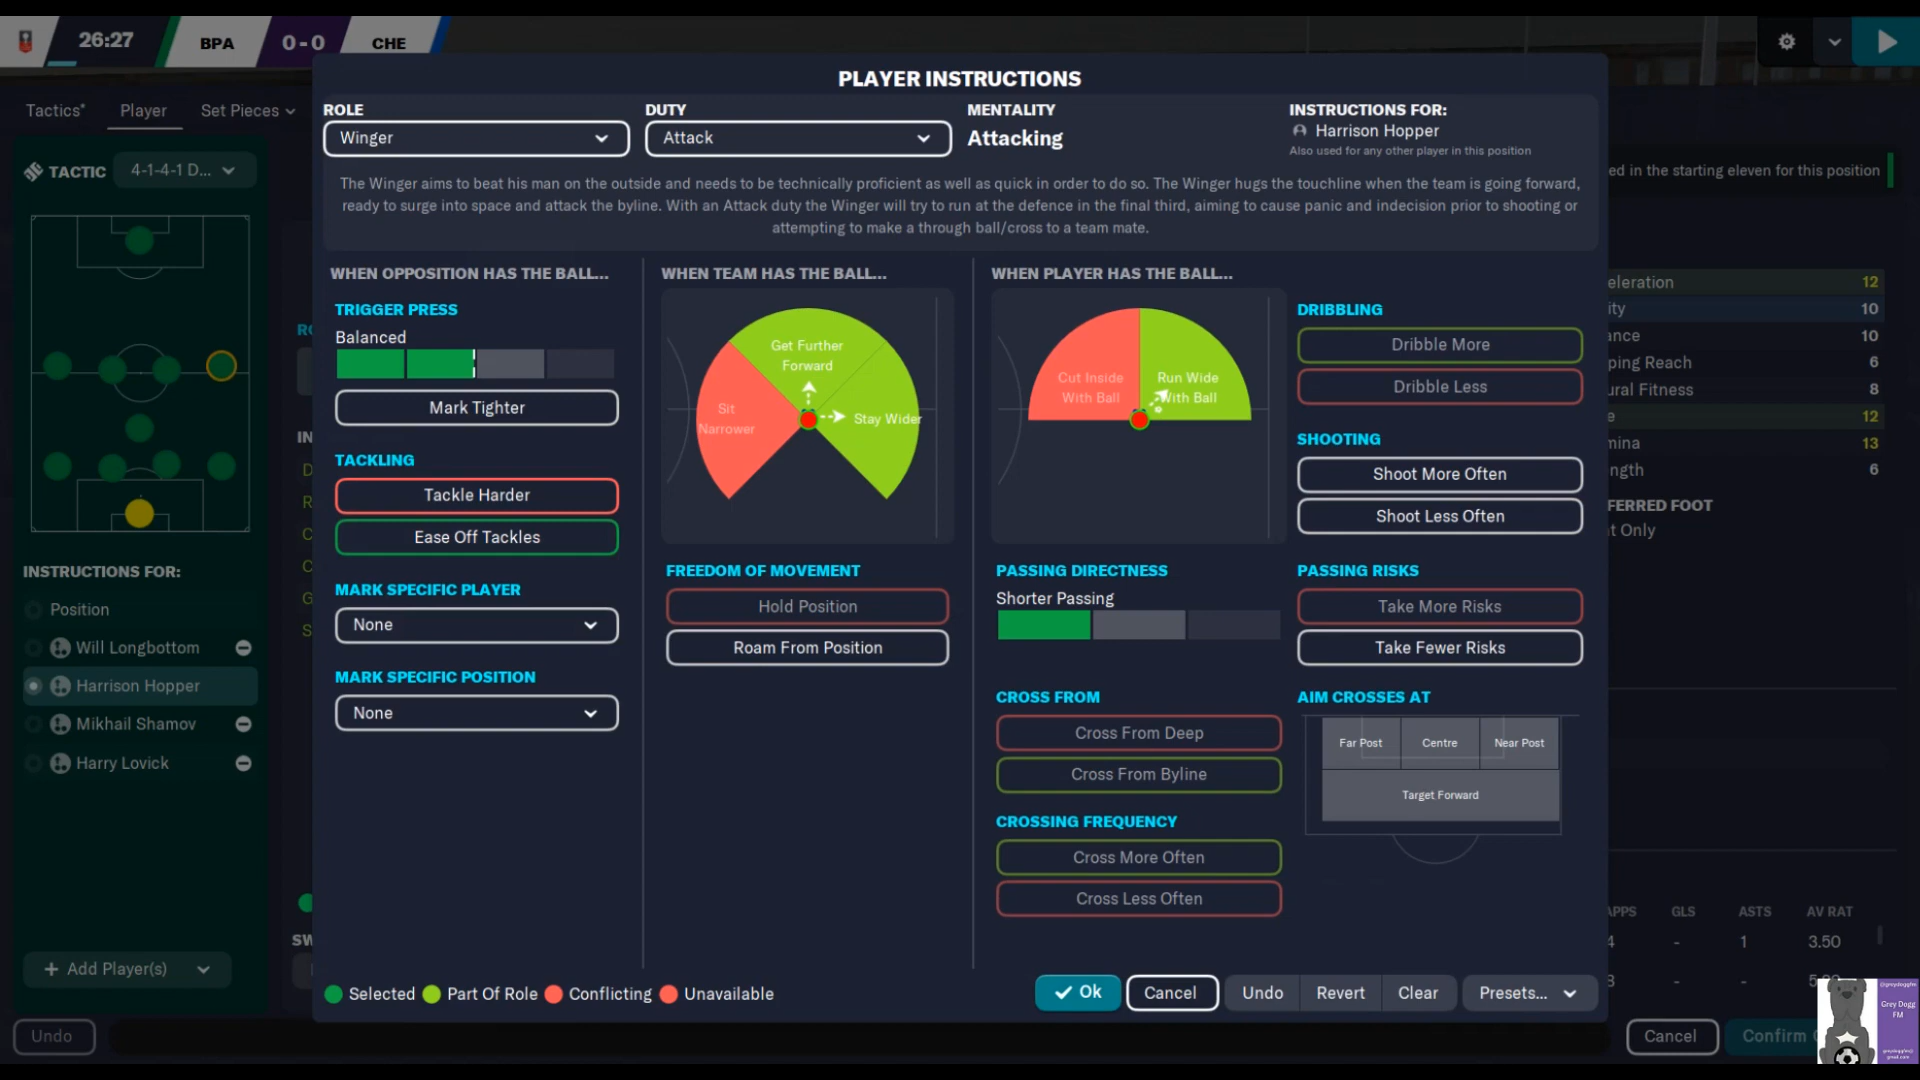 26:27
BPA
0-0
CHE
Tactics*
Player
Set Pieces
TACTIC
4-1-4-1 D...
INSTRUCTIONS FOR:
Position
Will Longbottom
Harrison Hopper
Mikhail Shamov
Harry Lovick
Add Player(s)
Undo
PLAYER INSTRUCTIONS
ROLE
Winger
DUTY
Attack
MENTALITY
Attacking
INSTRUCTIONS FOR:
Harrison Hopper
Also used for any other player in this position
The Winger aims to beat his man on the outside and needs to be technically proficient as well as quick in order to do so. The Winger hugs the touchline when the team is going forward,
ready to surge into space and attack the byline. With an Attack duty the Winger will try to run at the defence in the final third, aiming to cause panic and indecision prior to shooting or
attempting to make a through ball/cross to a team mate.
WHEN OPPOSITION HAS THE BALL...
TRIGGER PRESS
Balanced
Mark Tighter
TACKLING
Tackle Harder
Ease Off Tackles
MARK SPECIFIC PLAYER
None
MARK SPECIFIC POSITION
None
WHEN TEAM HAS THE BALL...
Get Further
Forward
Sit
Narrower
Stay Wider
FREEDOM OF MOVEMENT
Hold Position
Roam From Position
WHEN PLAYER HAS THE BALL...
Cut Inside
With Ball
Run Wide
With Ball
DRIBBLING
Dribble More
Dribble Less
SHOOTING
Shoot More Often
Shoot Less Often
PASSING DIRECTNESS
Shorter Passing
PASSING RISKS
Take More Risks
Take Fewer Risks
CROSS FROM
Cross From Deep
Cross From Byline
AIM CROSSES AT
Far Post
Centre
Near Post
Target Forward
CROSSING FREQUENCY
Cross More Often
Cross Less Often
Selected
Part Of Role
Conflicting
Unavailable
Ok
Cancel
Undo
Revert
Clear
Presets...
ed in the starting eleven for this position
eleration 12
ity 10
ance 10
ping Reach 6
ural Fitness 8
e 12
mina 13
ngth 6
FERRED FOOT
t Only
APPS GLS ASTS AV RAT
4 - 1 3.50
Cancel
Confirm
Grey Dogg
FM